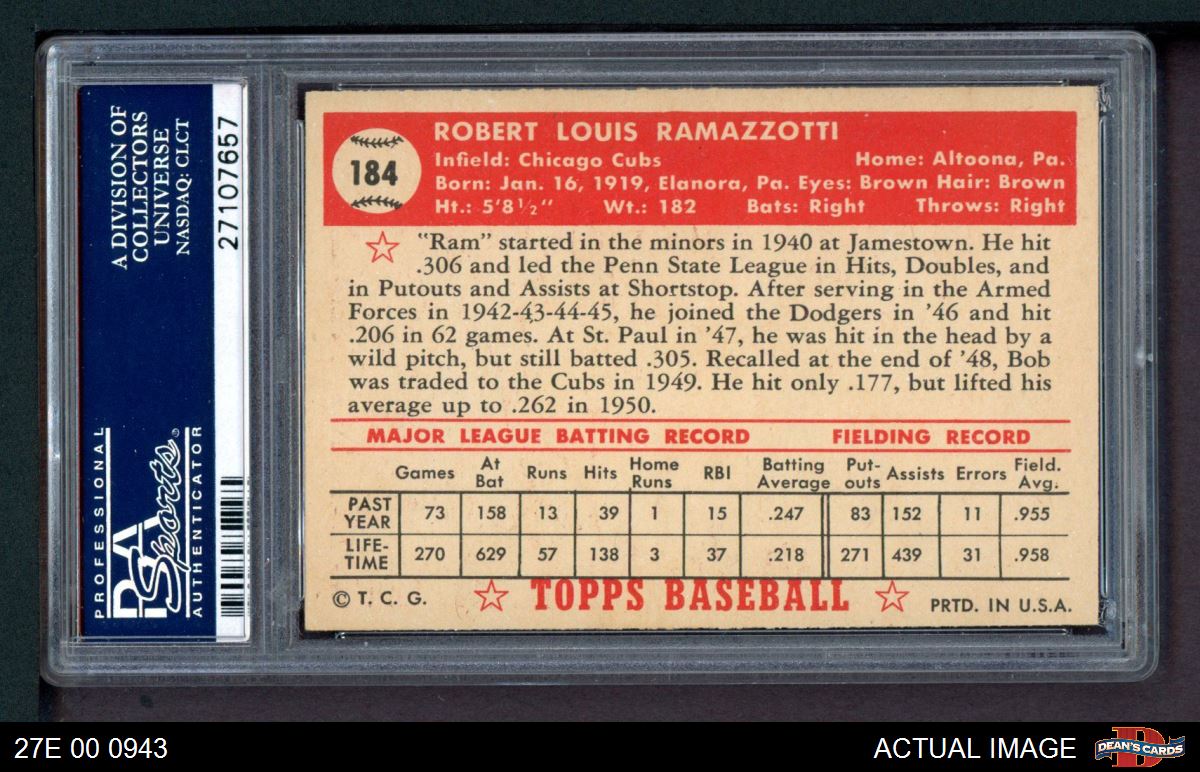 A DIVISION OF
COLLECTORS
UNIVERSE
NASDAQ: CLCT
27107657
PROFESSIONAL
PSA
Sports
AUTHENTICATOR
184
ROBERT LOUIS RAMAZZOTTI
Infield: Chicago Cubs Home: Altoona, Pa.
Born: Jan. 16, 1919, Elanora, Pa. Eyes: Brown Hair: Brown
Ht.: 5'8½" Wt.: 182 Bats: Right Throws: Right
"Ram" started in the minors in 1940 at Jamestown. He hit
.306 and led the Penn State League in Hits, Doubles, and
in Putouts and Assists at Shortstop. After serving in the Armed
Forces in 1942-43-44-45, he joined the Dodgers in '46 and hit
.206 in 62 games. At St. Paul in '47, he was hit in the head by a
wild pitch, but still batted .305. Recalled at the end of '48, Bob
was traded to the Cubs in 1949. He hit only .177, but lifted his
average up to .262 in 1950.
MAJOR LEAGUE BATTING RECORD FIELDING RECORD
Games At Bat Runs Hits Home Runs RBI Batting Average Put-outs Assists Errors Field. Avg.
PAST YEAR 73 158 13 39 1 15 .247 83 152 11 .955
LIFE-TIME 270 629 57 138 3 37 .218 271 439 31 .958
© T. C. G. TOPPS BASEBALL PRTD. IN U.S.A.
27E 00 0943 ACTUAL IMAGE DEAN'S CARDS